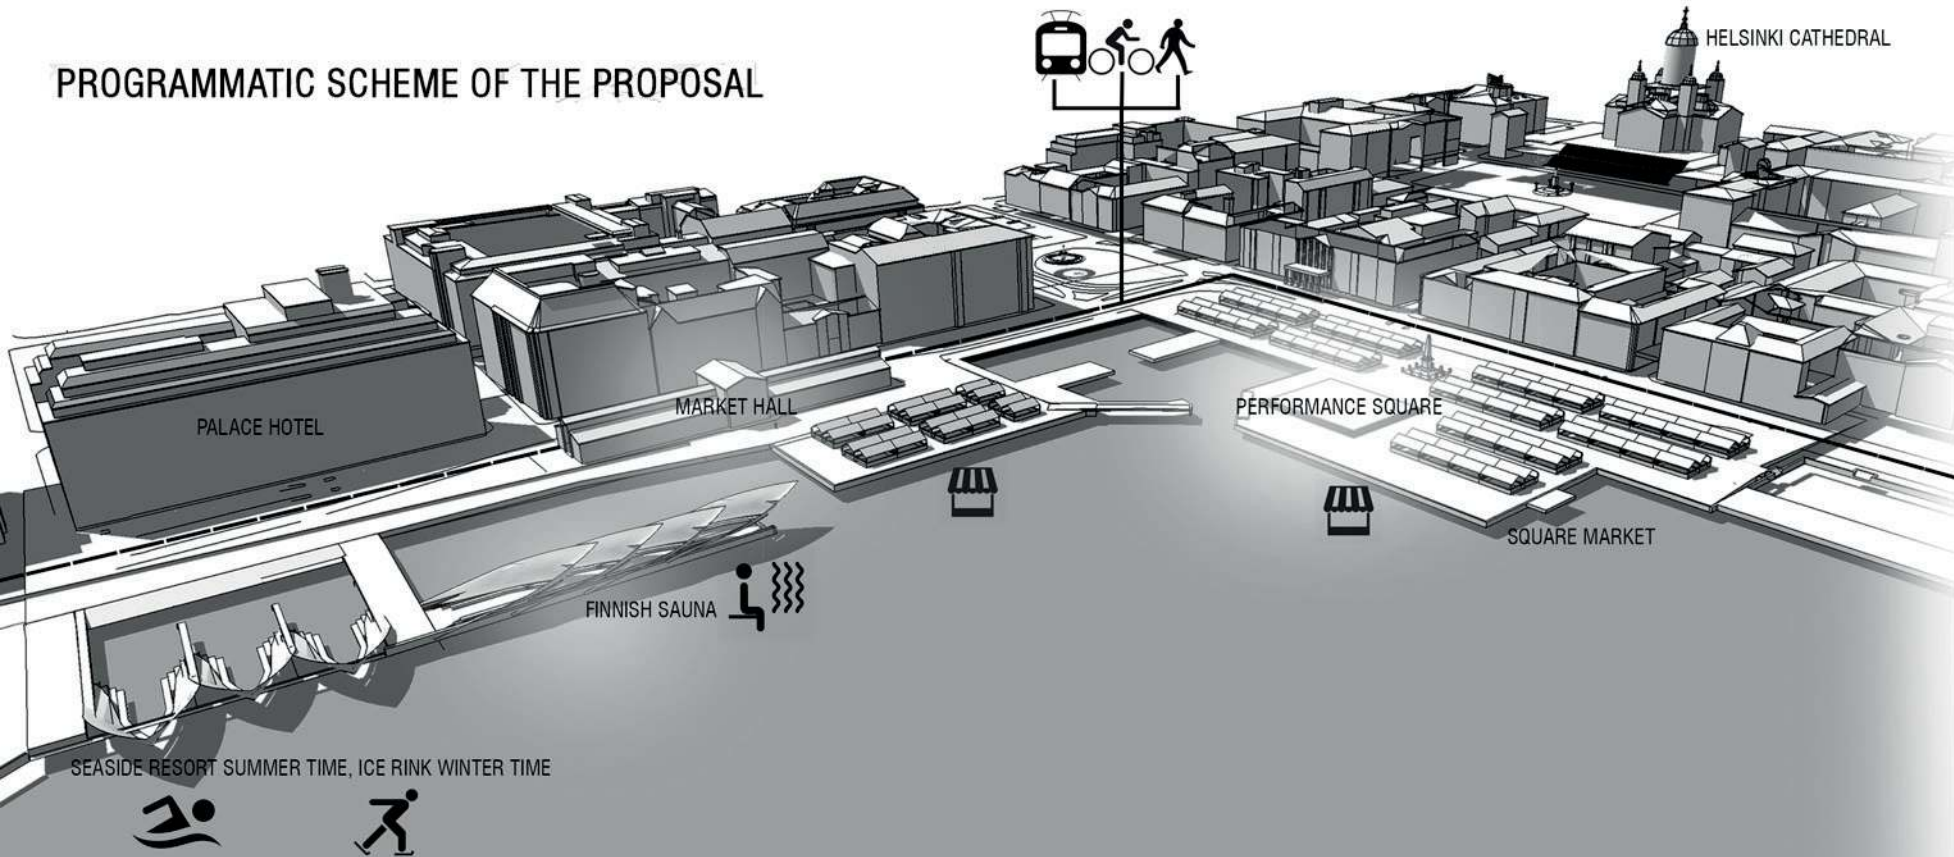 PROGRAMMATIC SCHEME OF THE PROPOSAL
HELSINKI CATHEDRAL
PALACE HOTEL
MARKET HALL
PERFORMANCE SQUARE
SQUARE MARKET
FINNISH SAUNA
SEASIDE RESORT SUMMER TIME, ICE RINK WINTER TIME